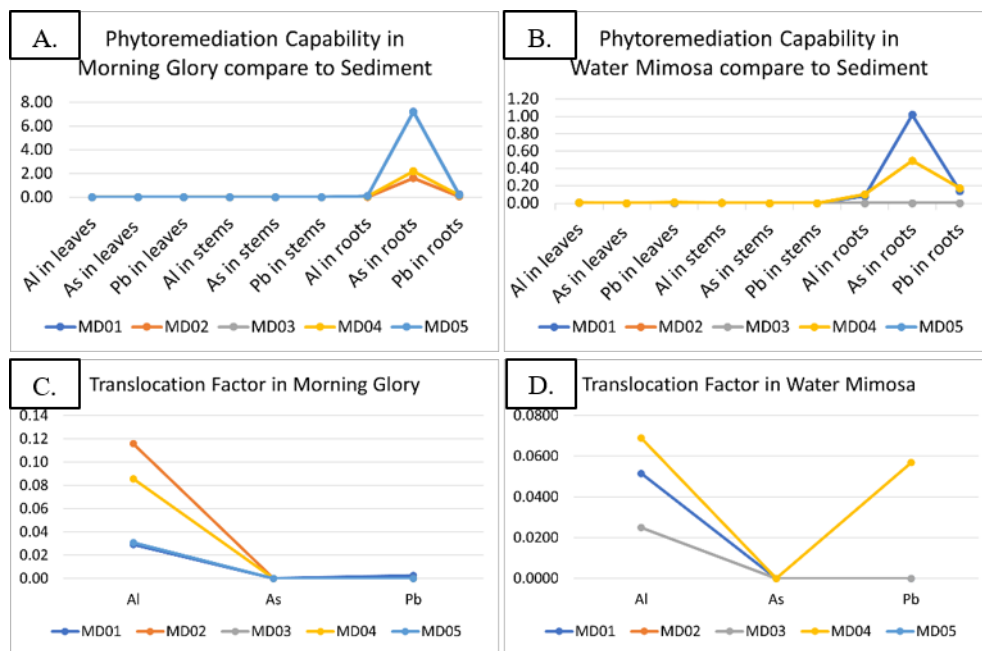 A.
Phytoremediation Capability in
Morning Glory compare to Sediment
8.00
6.00
4.00
2.00
0.00
Al in leaves
As in leaves
Pb in leaves
Al in stems
As in stems
Pb in stems
Al in roots
As in roots
Pb in roots
MD01 MD02 MD03 MD04 MD05
B.
Phytoremediation Capability in
Water Mimosa compare to Sediment
1.20
1.00
0.80
0.60
0.40
0.20
0.00
Al in leaves
As in leaves
Pb in leaves
Al in stems
As in stems
Pb in stems
Al in roots
As in roots
Pb in roots
MD01 MD02 MD03 MD04 MD05
C.
Translocation Factor in Morning Glory
0.14
0.12
0.10
0.08
0.06
0.04
0.02
0.00
Al As Pb
MD01 MD02 MD03 MD04 MD05
D.
Translocation Factor in Water Mimosa
0.0800
0.0600
0.0400
0.0200
0.0000
Al As Pb
MD01 MD02 MD03 MD04 MD05